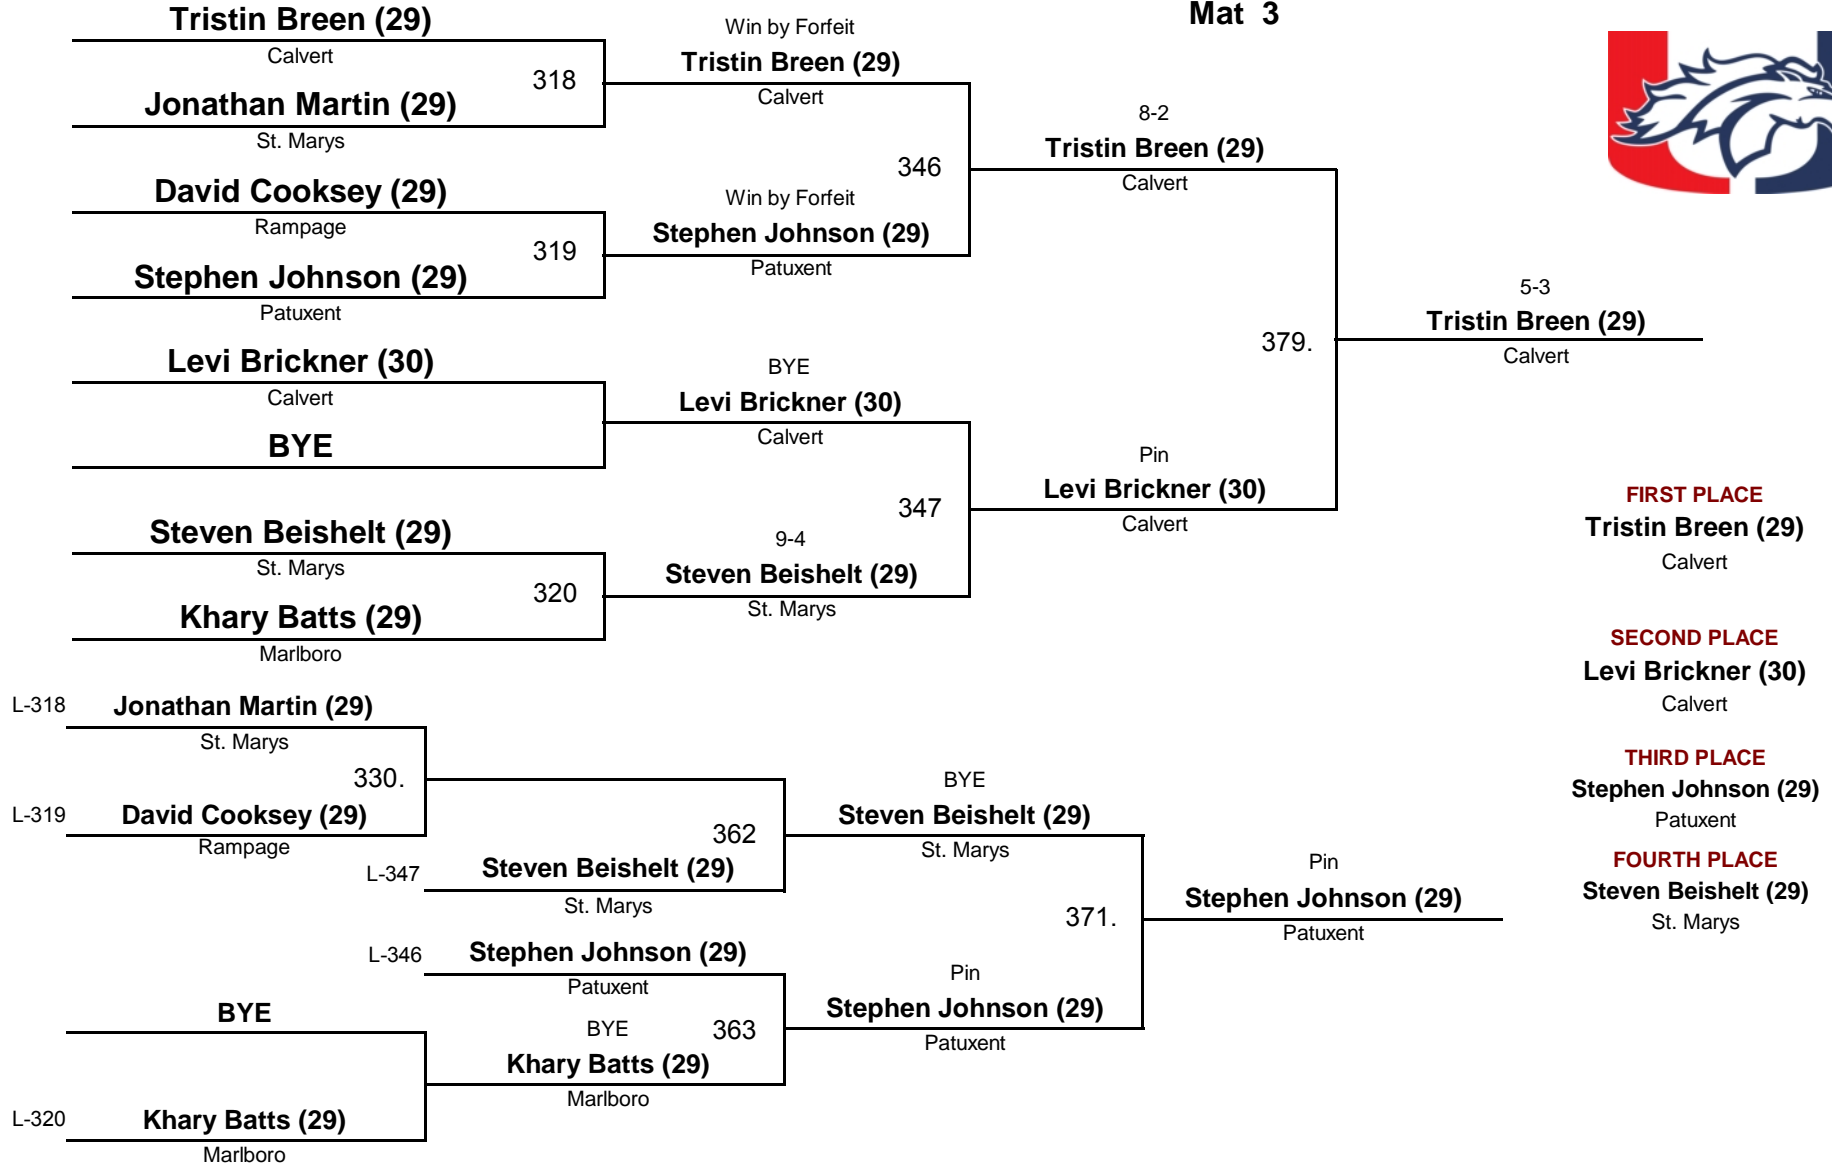 Mat 3
Tristin Breen (29)
Calvert
318
Jonathan Martin (29)
St. Marys
David Cooksey (29)
Rampage
319
Stephen Johnson (29)
Patuxent
Levi Brickner (30)
Calvert
BYE
Steven Beishelt (29)
St. Marys
320
Khary Batts (29)
Marlboro
Win by Forfeit
Tristin Breen (29)
Calvert
346
Win by Forfeit
Stephen Johnson (29)
Patuxent
BYE
Levi Brickner (30)
Calvert
347
9-4
Steven Beishelt (29)
St. Marys
8-2
Tristin Breen (29)
Calvert
379.
Pin
Levi Brickner (30)
Calvert
5-3
Tristin Breen (29)
Calvert
FIRST PLACE
Tristin Breen (29)
Calvert
SECOND PLACE
Levi Brickner (30)
Calvert
THIRD PLACE
Stephen Johnson (29)
Patuxent
FOURTH PLACE
Steven Beishelt (29)
St. Marys
L-318
Jonathan Martin (29)
St. Marys
330.
L-319
David Cooksey (29)
Rampage
362
L-347
Steven Beishelt (29)
St. Marys
L-346
Stephen Johnson (29)
Patuxent
BYE
BYE
363
Khary Batts (29)
Marlboro
L-320
Khary Batts (29)
Marlboro
BYE
Steven Beishelt (29)
St. Marys
371.
Pin
Stephen Johnson (29)
Patuxent
Pin
Stephen Johnson (29)
Patuxent